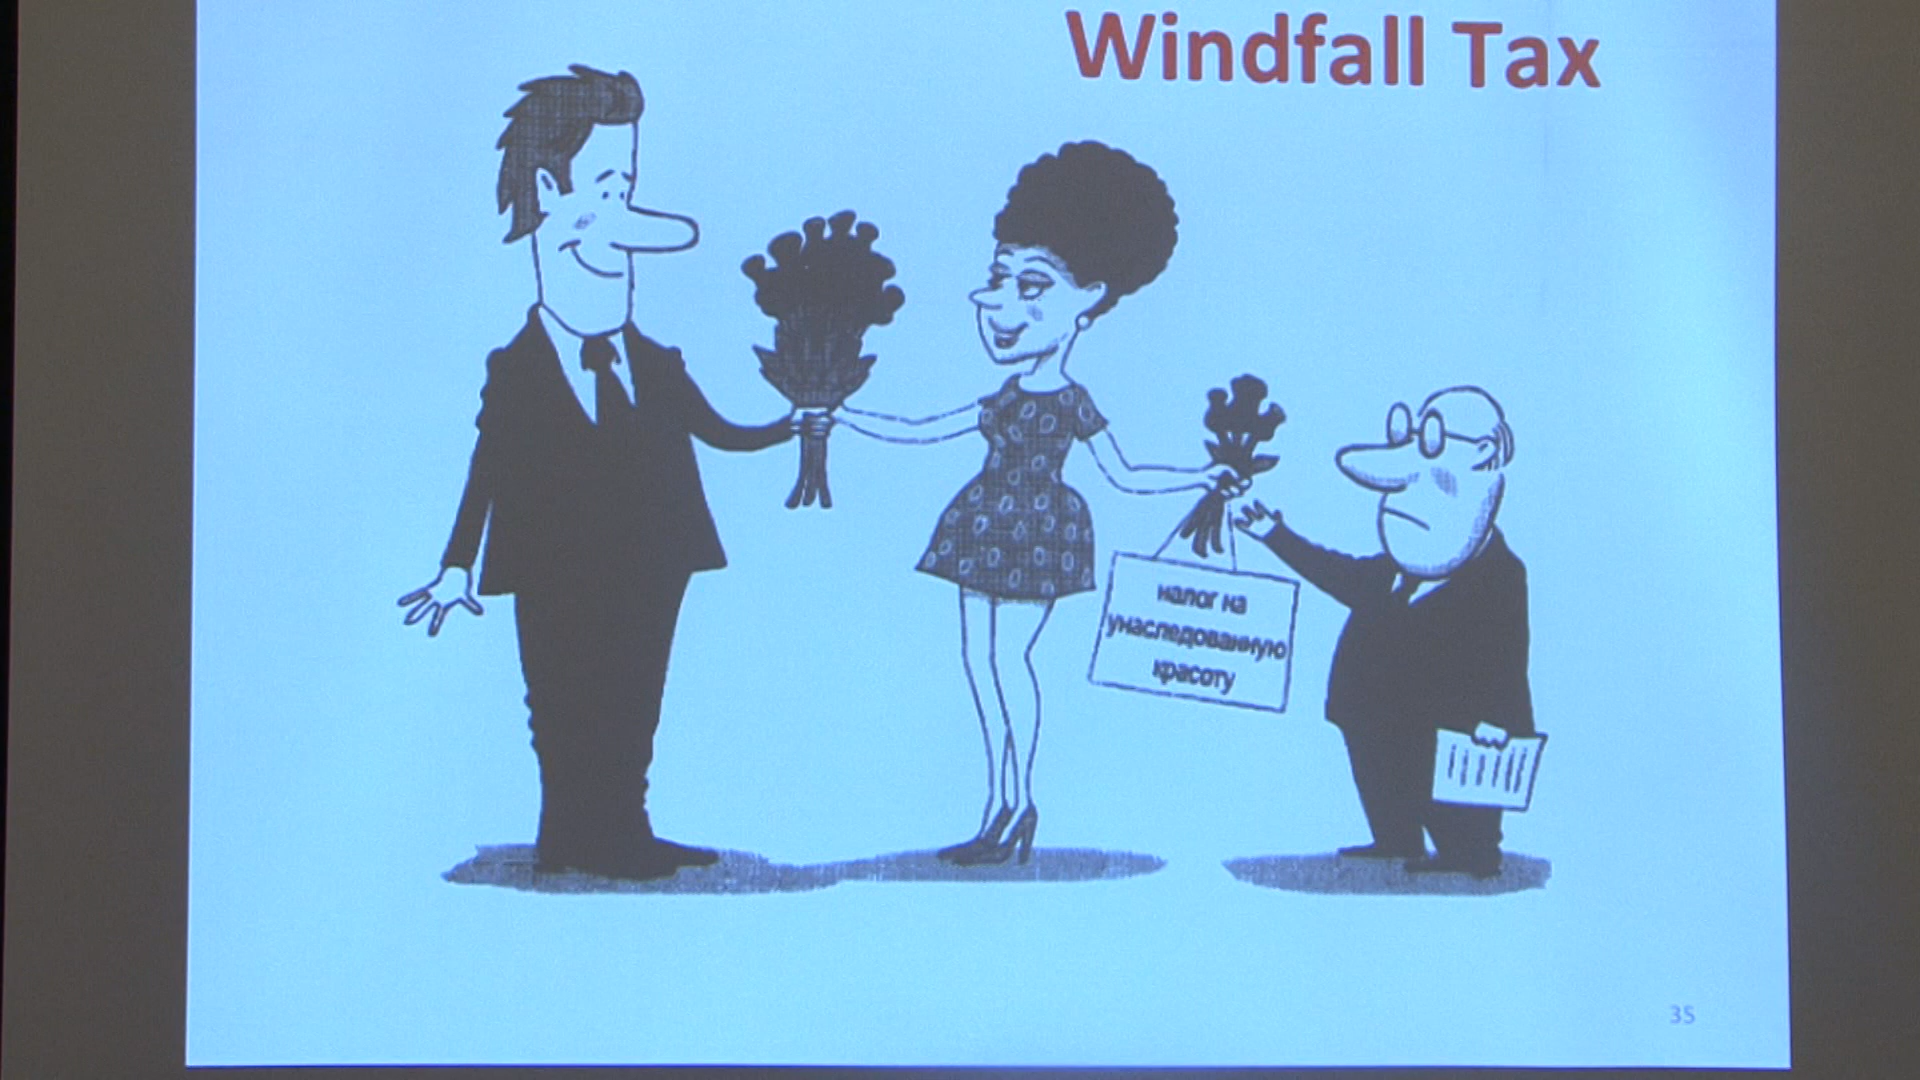 Windfall Tax
налог на
унаследованную
красоту
35